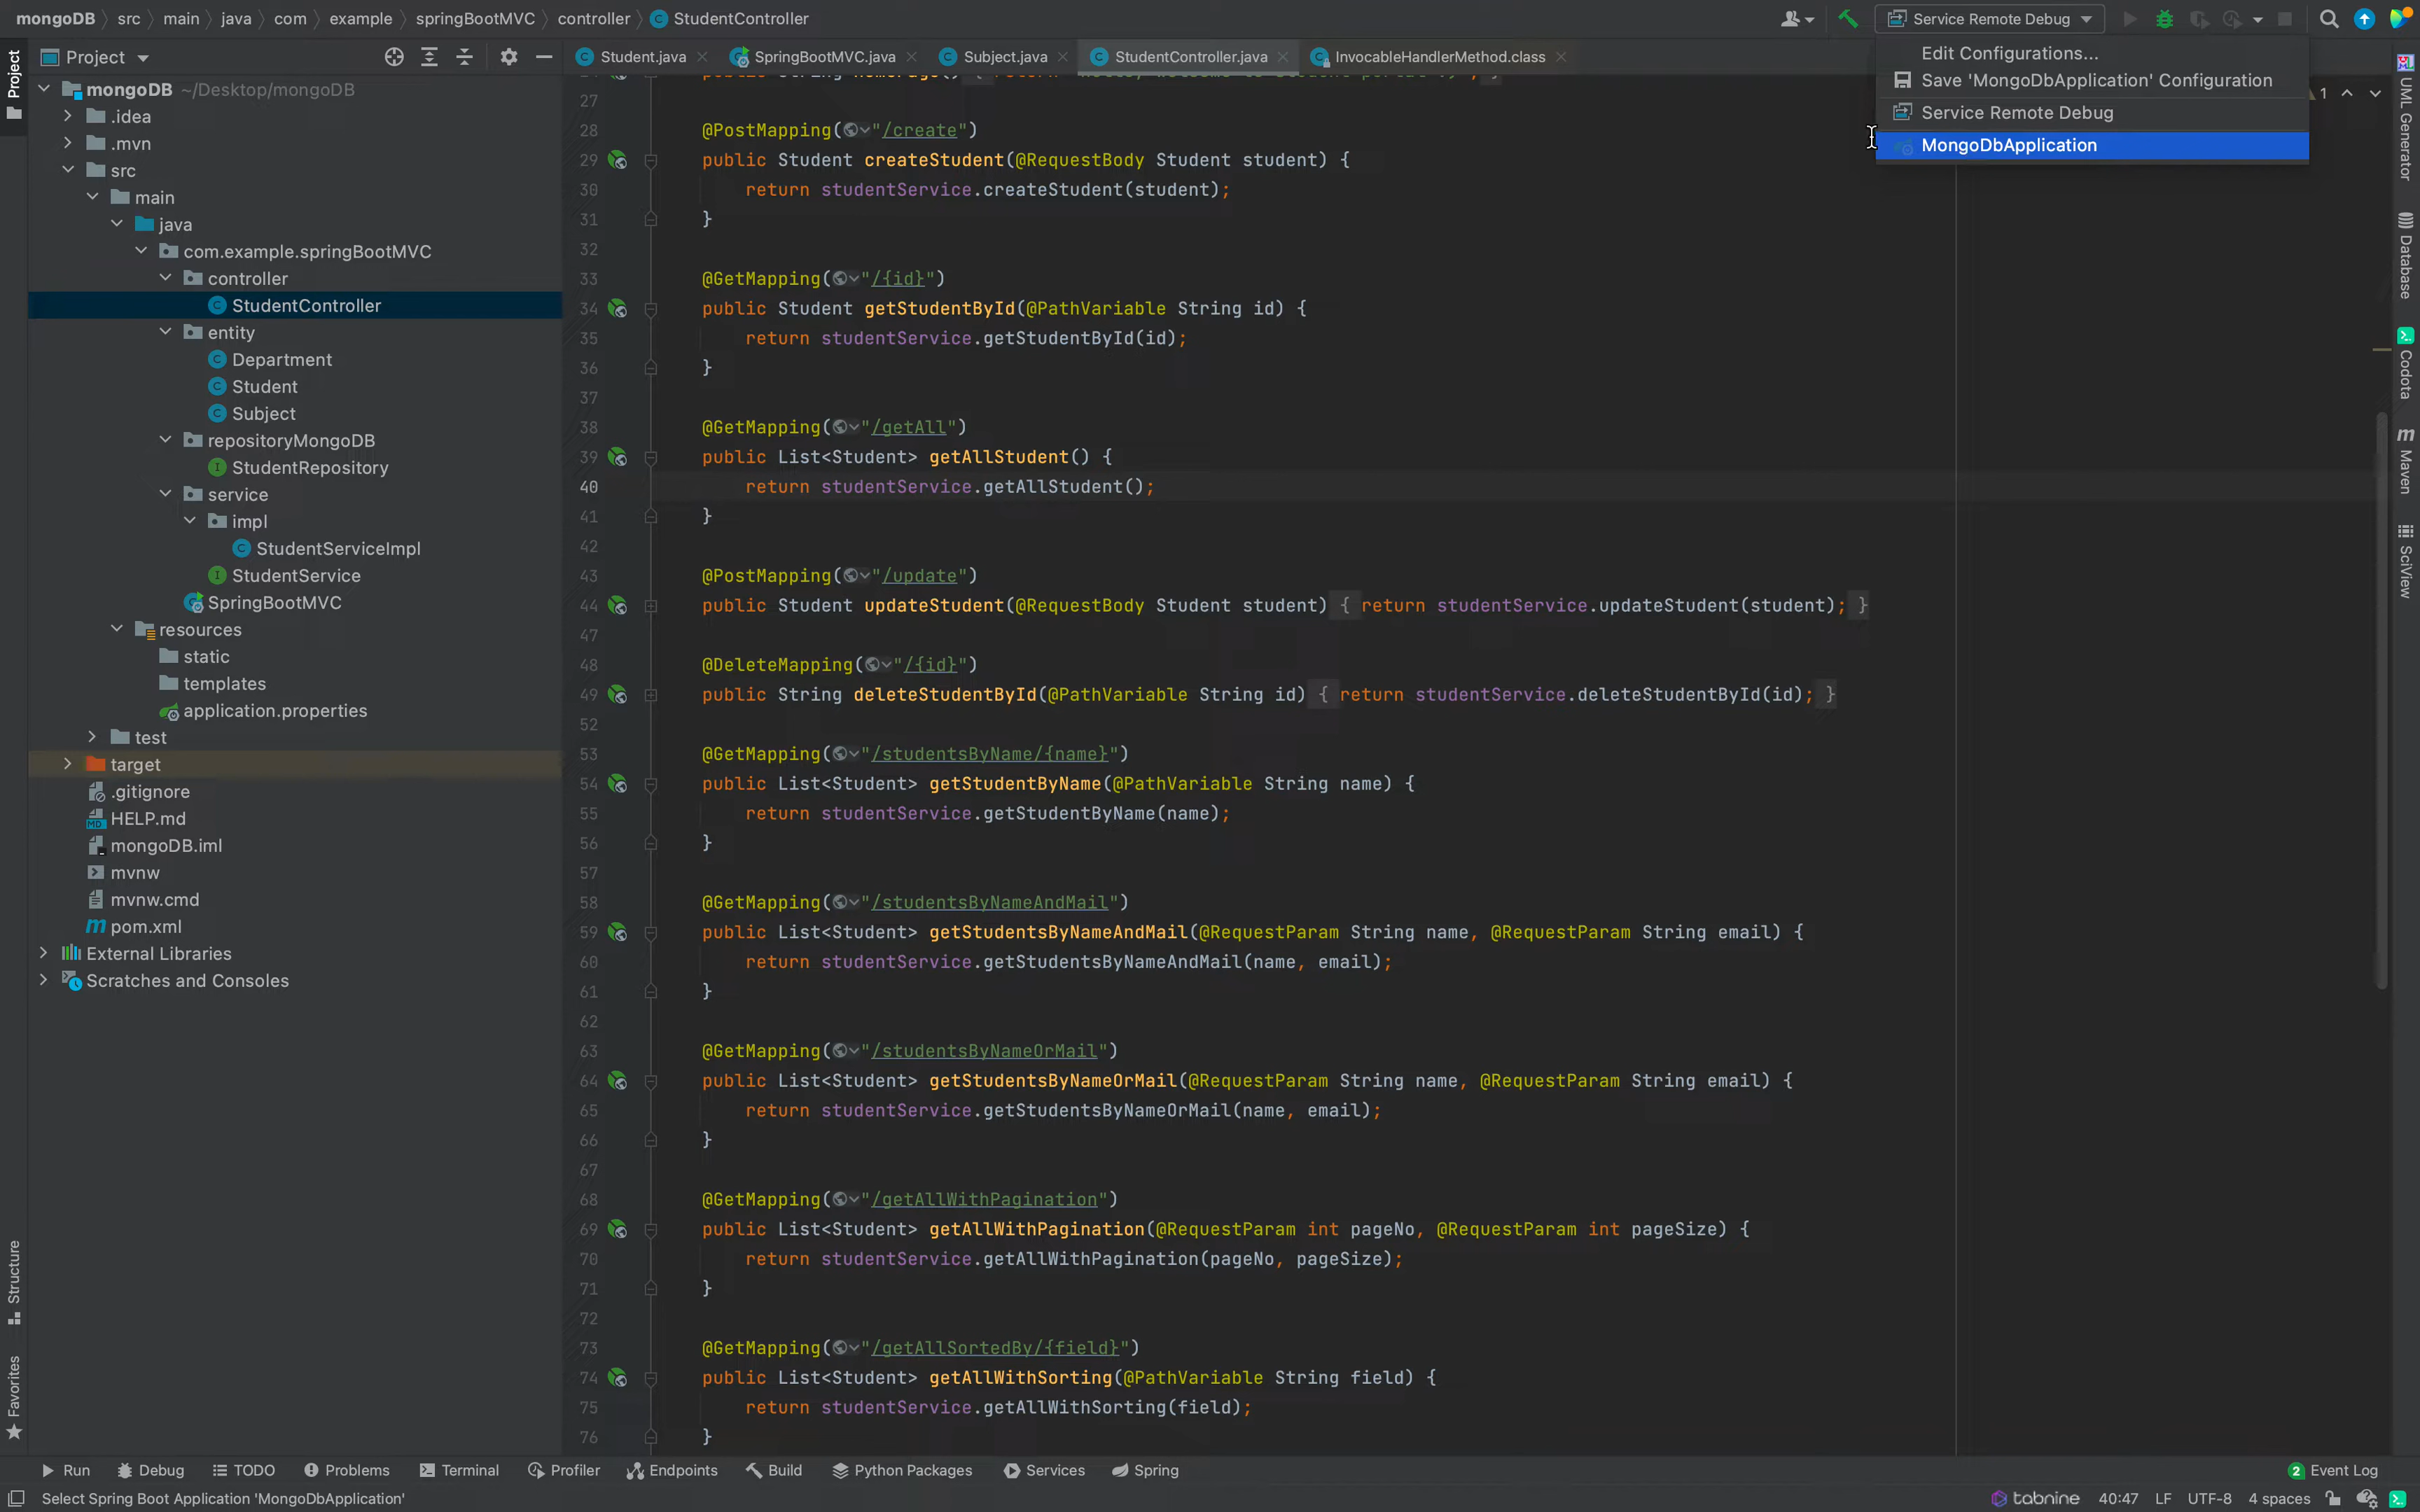 mongoDB src main java com example springBootMVC controller StudentController
Service Remote Debug
Project
Student.java SpringBootMVC.java Subject.java StudentController.java InvocableHandlerMethod.class
Edit Configurations...
Save 'MongoDbApplication' Configuration
Service Remote Debug
MongoDbApplication
1
Project
Structure
Favorites
mongoDB ~/Desktop/mongoDB
.idea
.mvn
src
main
java
com.example.springBootMVC
controller
StudentController
entity
Department
Student
Subject
repositoryMongoDB
StudentRepository
service
impl
StudentServiceImpl
StudentService
SpringBootMVC
resources
static
templates
application.properties
test
target
.gitignore
HELP.md
mongoDB.iml
mvnw
mvnw.cmd
pom.xml
External Libraries
Scratches and Consoles
27
28 @PostMapping("/create")
29 public Student createStudent(@RequestBody Student student) {
30 return studentService.createStudent(student);
31 }
32
33 @GetMapping("/{id}")
34 public Student getStudentById(@PathVariable String id) {
35 return studentService.getStudentById(id);
36 }
37
38 @GetMapping("/getAll")
39 public List<Student> getAllStudent() {
40 return studentService.getAllStudent();
41 }
42
43 @PostMapping("/update")
44 public Student updateStudent(@RequestBody Student student) { return studentService.updateStudent(student); }
47
48 @DeleteMapping("/{id}")
49 public String deleteStudentById(@PathVariable String id) { return studentService.deleteStudentById(id); }
52
53 @GetMapping("/studentsByName/{name}")
54 public List<Student> getStudentByName(@PathVariable String name) {
55 return studentService.getStudentByName(name);
56 }
57
58 @GetMapping("/studentsByNameAndMail")
59 public List<Student> getStudentsByNameAndMail(@RequestParam String name, @RequestParam String email) {
60 return studentService.getStudentsByNameAndMail(name, email);
61 }
62
63 @GetMapping("/studentsByNameOrMail")
64 public List<Student> getStudentsByNameOrMail(@RequestParam String name, @RequestParam String email) {
65 return studentService.getStudentsByNameOrMail(name, email);
66 }
67
68 @GetMapping("/getAllWithPagination")
69 public List<Student> getAllWithPagination(@RequestParam int pageNo, @RequestParam int pageSize) {
70 return studentService.getAllWithPagination(pageNo, pageSize);
71 }
72
73 @GetMapping("/getAllSortedBy/{field}")
74 public List<Student> getAllWithSorting(@PathVariable String field) {
75 return studentService.getAllWithSorting(field);
76 }
UML Generator
Database
Codota
m Maven
SciView
Run Debug TODO Problems Terminal Profiler Endpoints Build Python Packages Services Spring 2 Event Log
Select Spring Boot Application 'MongoDbApplication' tabnine 40:47 LF UTF-8 4 spaces